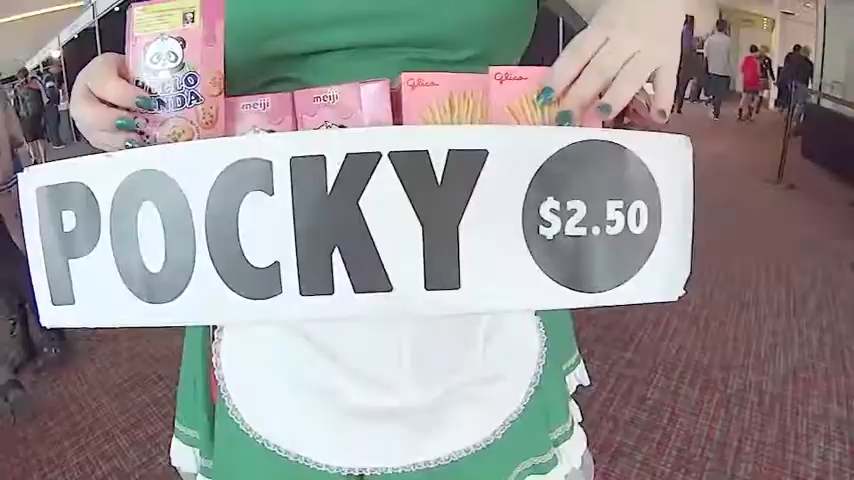 HELLO
PANDA
meiji
meiji
Glico
Glico
POCKY $2.50